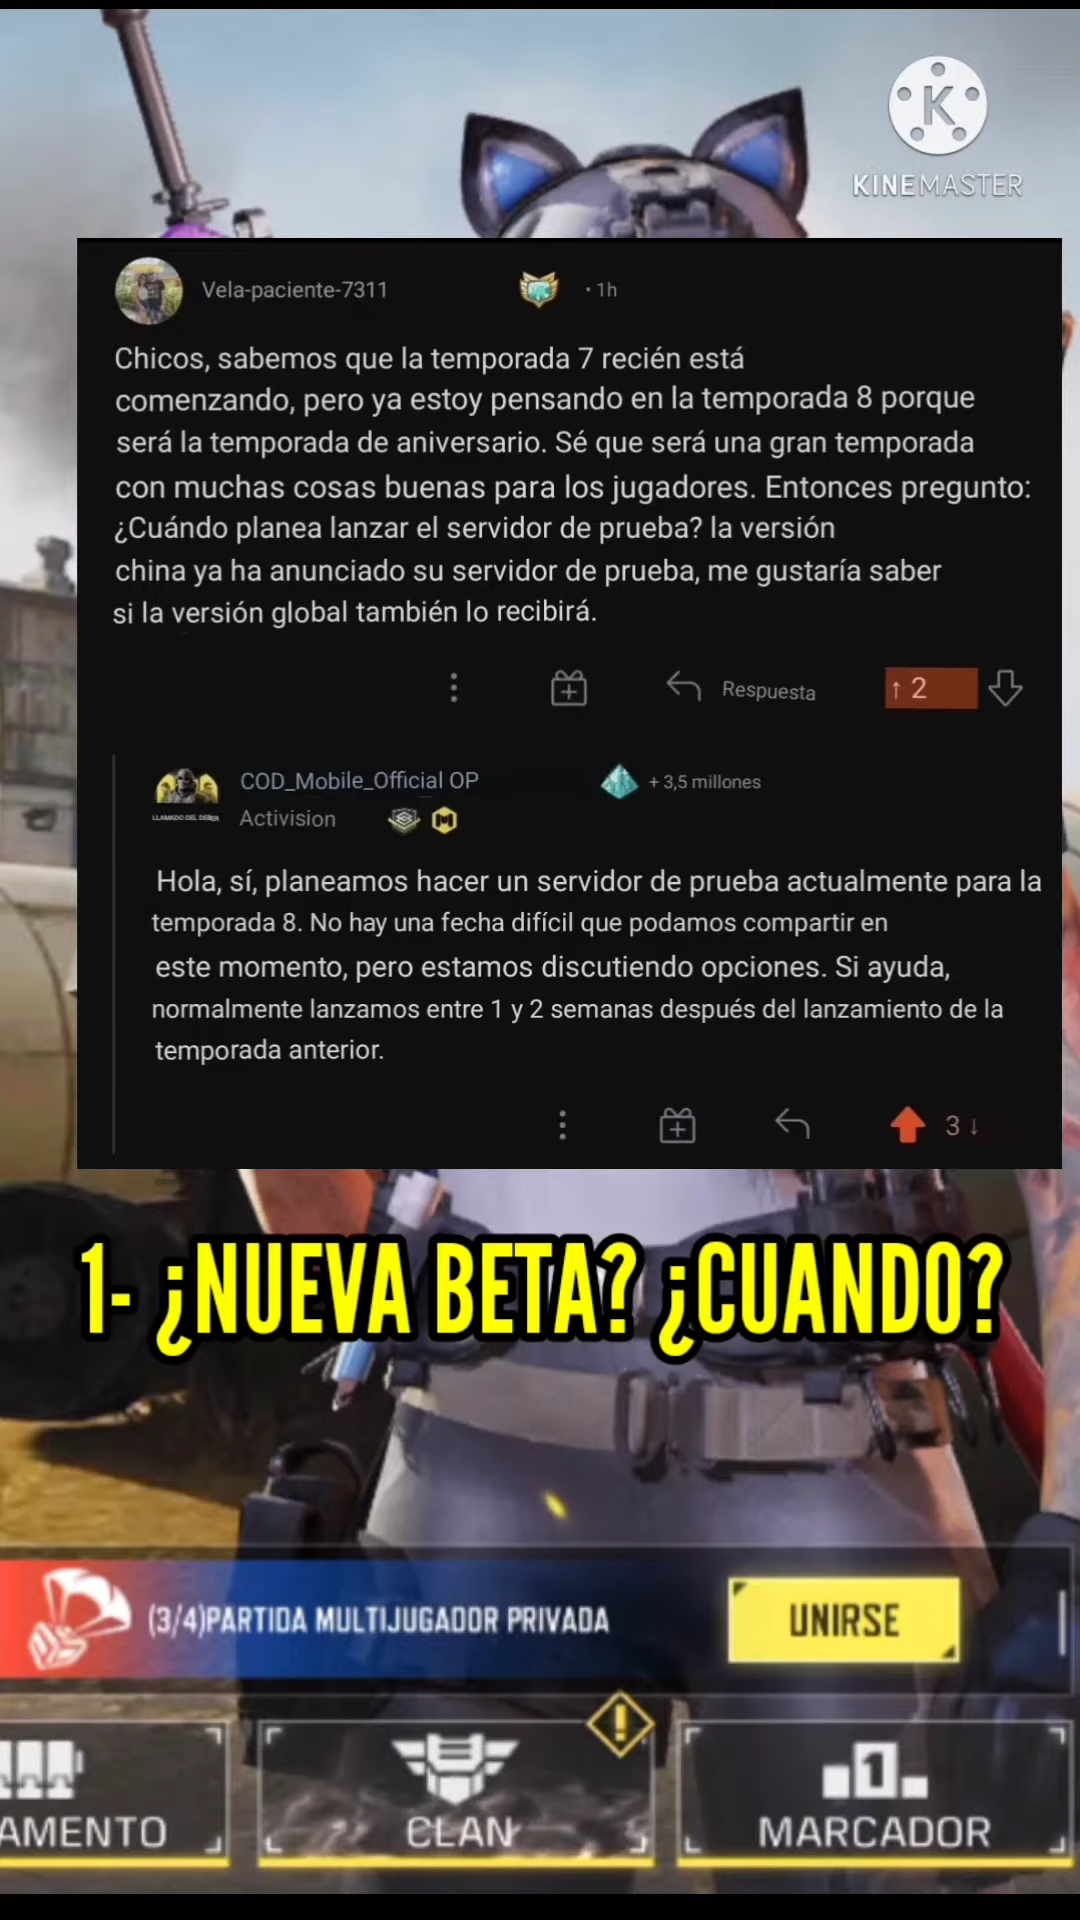 K
KINEMASTER
Vela-paciente-7311 • 1h
Chicos, sabemos que la temporada 7 recién está
comenzando, pero ya estoy pensando en la temporada 8 porque
será la temporada de aniversario. Sé que será una gran temporada
con muchas cosas buenas para los jugadores. Entonces pregunto:
¿Cuándo planea lanzar el servidor de prueba? la versión
china ya ha anunciado su servidor de prueba, me gustaría saber
si la versión global también lo recibirá.
Respuesta ↑ 2
COD_Mobile_Official OP + 3,5 millones
LLAMADO DEL DEBER Activision
Hola, sí, planeamos hacer un servidor de prueba actualmente para la
temporada 8. No hay una fecha difícil que podamos compartir en
este momento, pero estamos discutiendo opciones. Si ayuda,
normalmente lanzamos entre 1 y 2 semanas después del lanzamiento de la
temporada anterior.
3 ↓
1- ¿NUEVA BETA? ¿CUANDO?
(3/4)PARTIDA MULTIJUGADOR PRIVADA UNIRSE
AMENTO CLAN MARCADOR